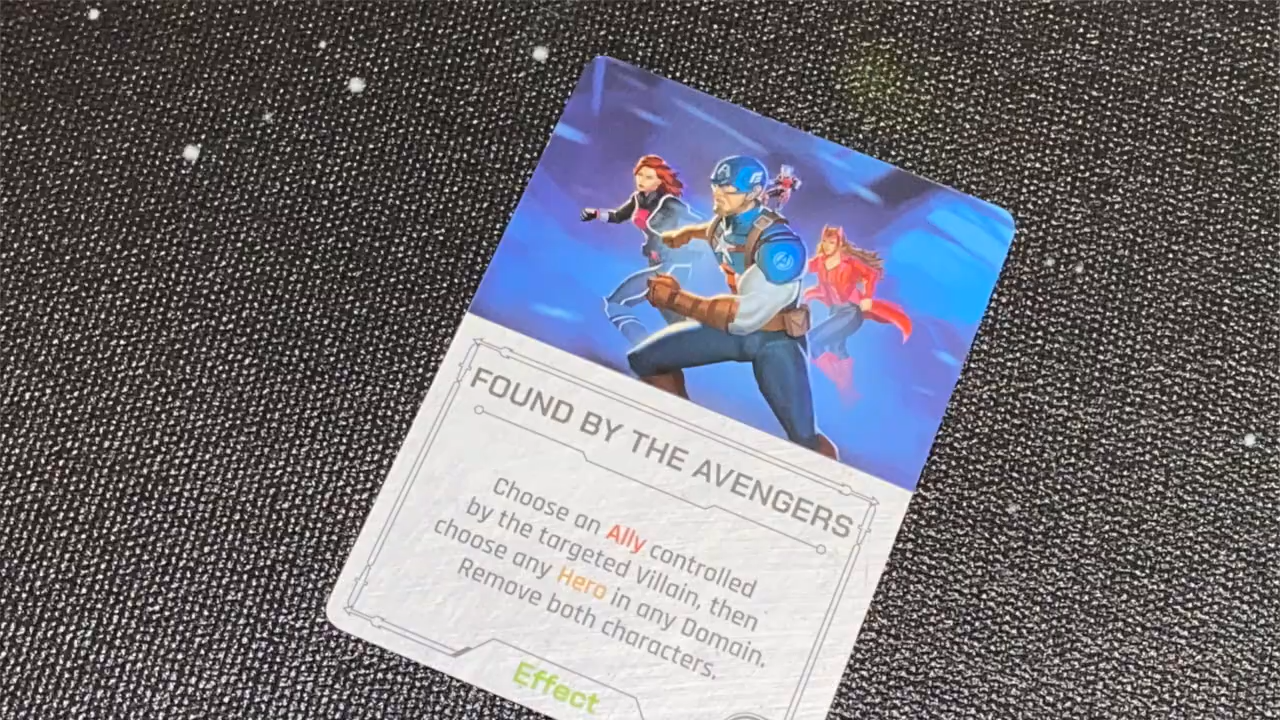 FOUND BY THE AVENGERS
Choose an Ally controlled
by the targeted Villain, then
choose any Hero in any Domain.
Remove both characters.
Effect